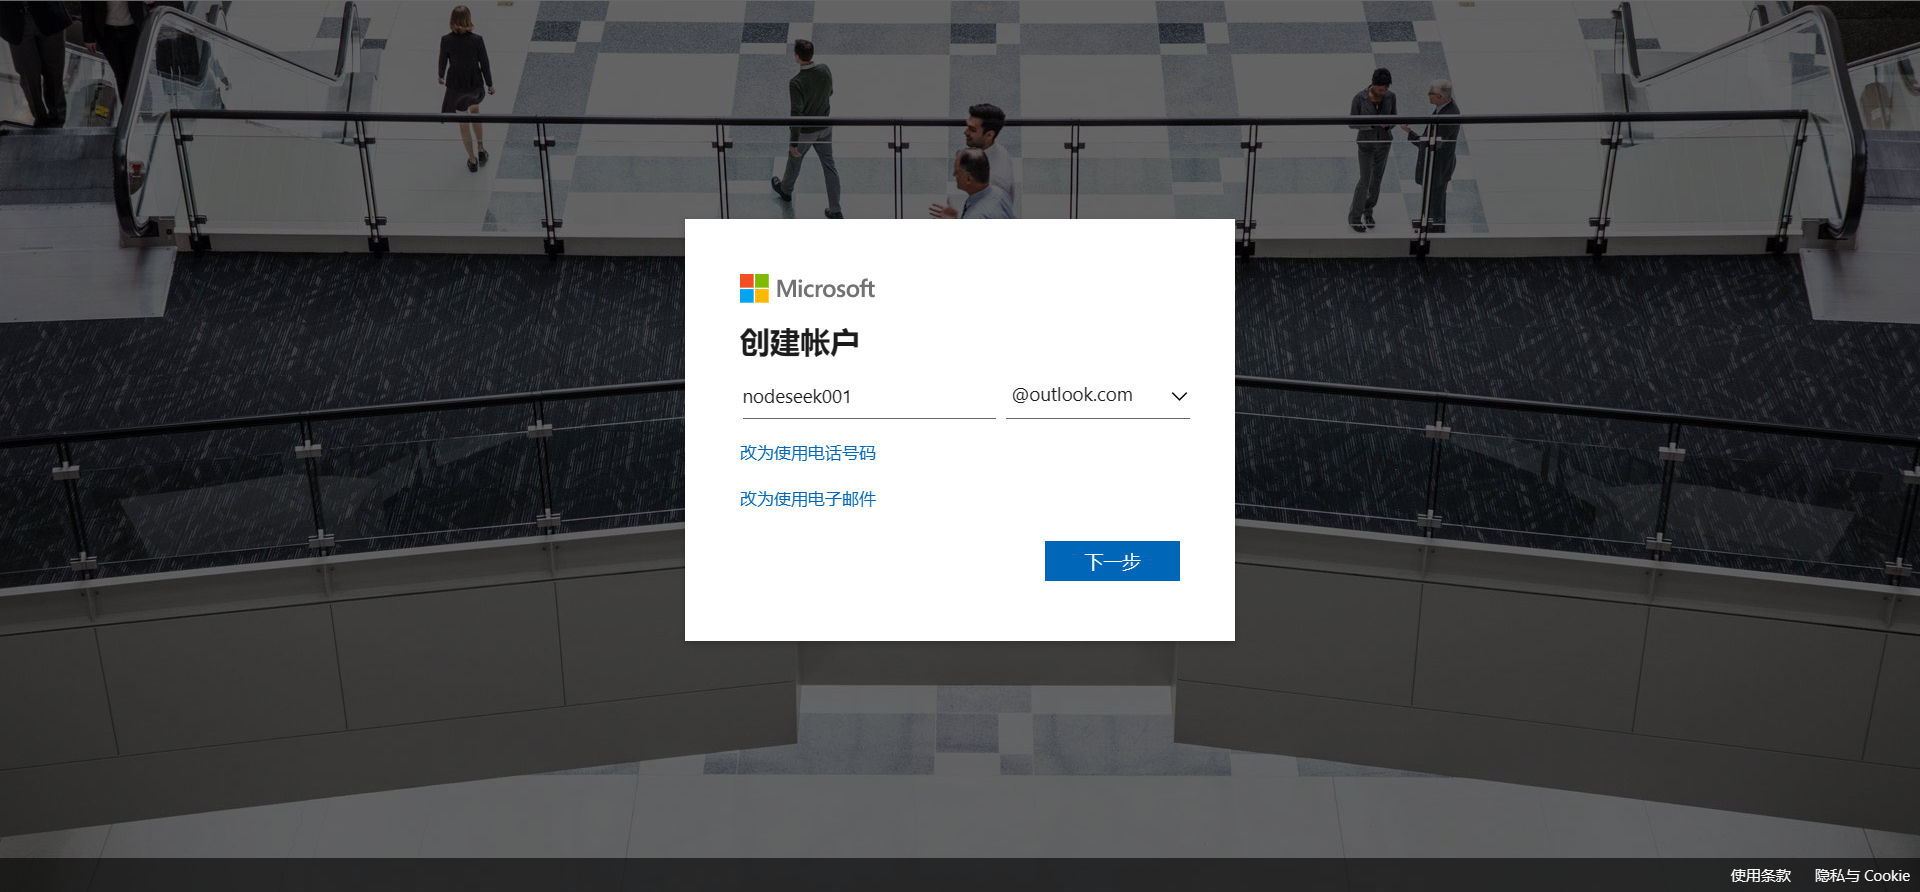 Microsoft
创建帐户
nodeseek001
@outlook.com
改为使用电话号码
改为使用电子邮件
下一步
使用条款
隐私与 Cookie